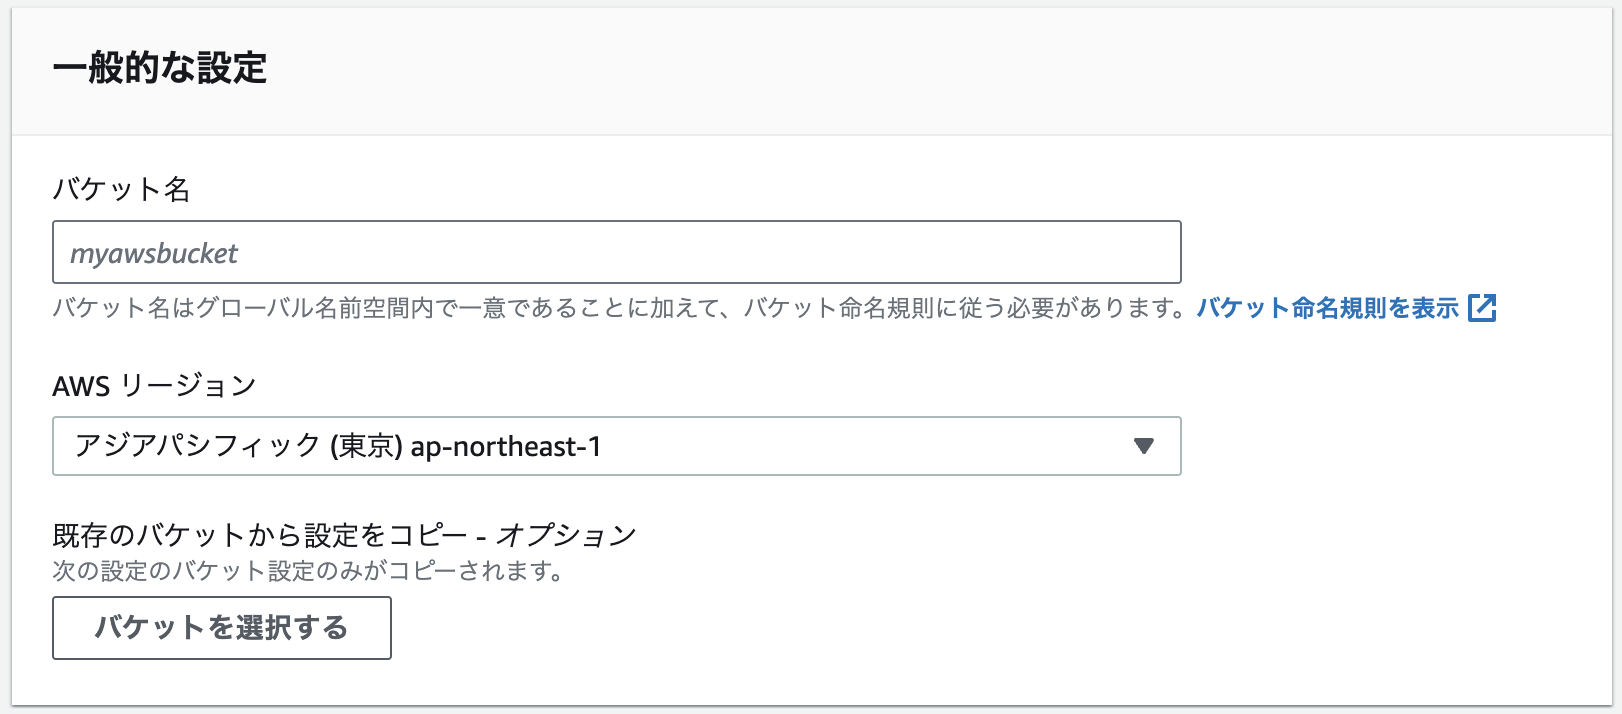 一般的な設定
バケット名
myawsbucket
バケット名はグローバル名前空間内で一意であることに加えて、バケット命名規則に従う必要があります。バケット命名規則を表示
AWS リージョン
アジアパシフィック (東京) ap-northeast-1
既存のバケットから設定をコピー - オプション
次の設定のバケット設定のみがコピーされます。
バケットを選択する